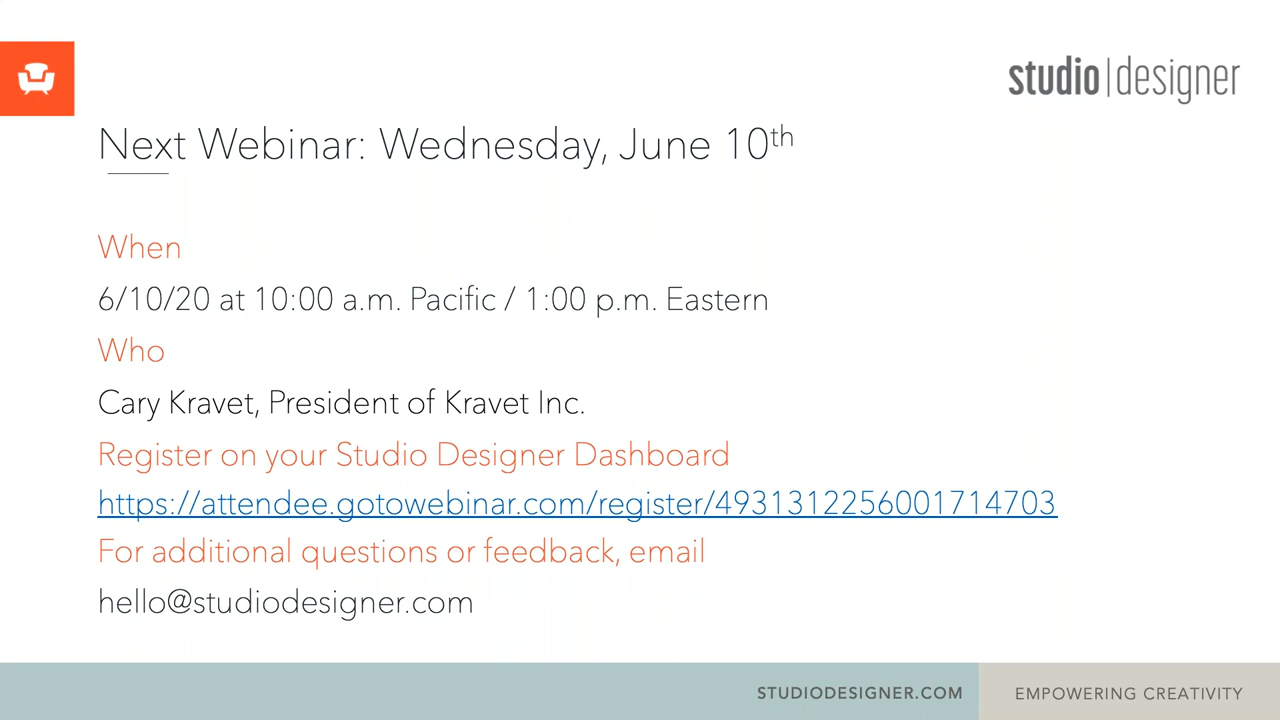 studio|designer
Next Webinar: Wednesday, June 10th
When
6/10/20 at 10:00 a.m. Pacific / 1:00 p.m. Eastern
Who
Cary Kravet, President of Kravet Inc.
Register on your Studio Designer Dashboard
https://attendee.gotowebinar.com/register/4931312256001714703
For additional questions or feedback, email
hello@studiodesigner.com
STUDIODESIGNER.COM
EMPOWERING CREATIVITY